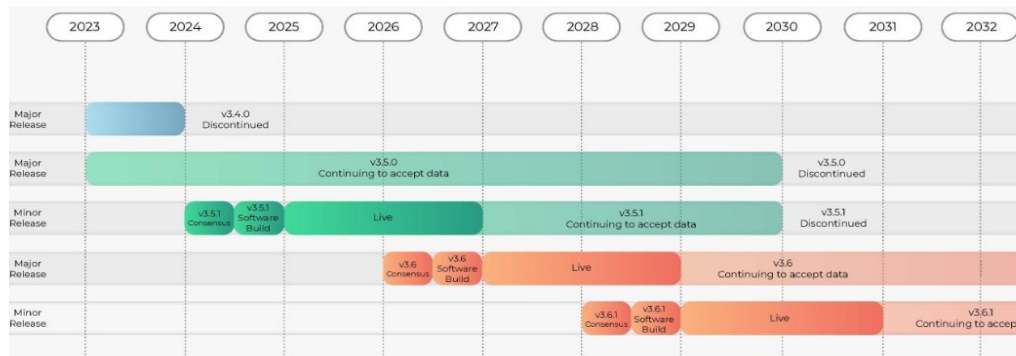 2023 2024 2025 2026 2027 2028 2029 2030 2031 2032
Major
Release
v3.4.0
Discontinued
Major
Release
v3.5.0
Continuing to accept data
v3.5.0
Discontinued
Minor
Release
v3.5.1
Consensus
v3.5.1
Software
Build
Live
v3.5.1
Continuing to accept data
v3.5.1
Discontinued
Major
Release
v3.6
Consensus
v3.6
Software
Build
Live
v3.6
Continuing to accept data
Minor
Release
v3.6.1
Consensus
v3.6.1
Software
Build
Live
v3.6.1
Continuing to accep